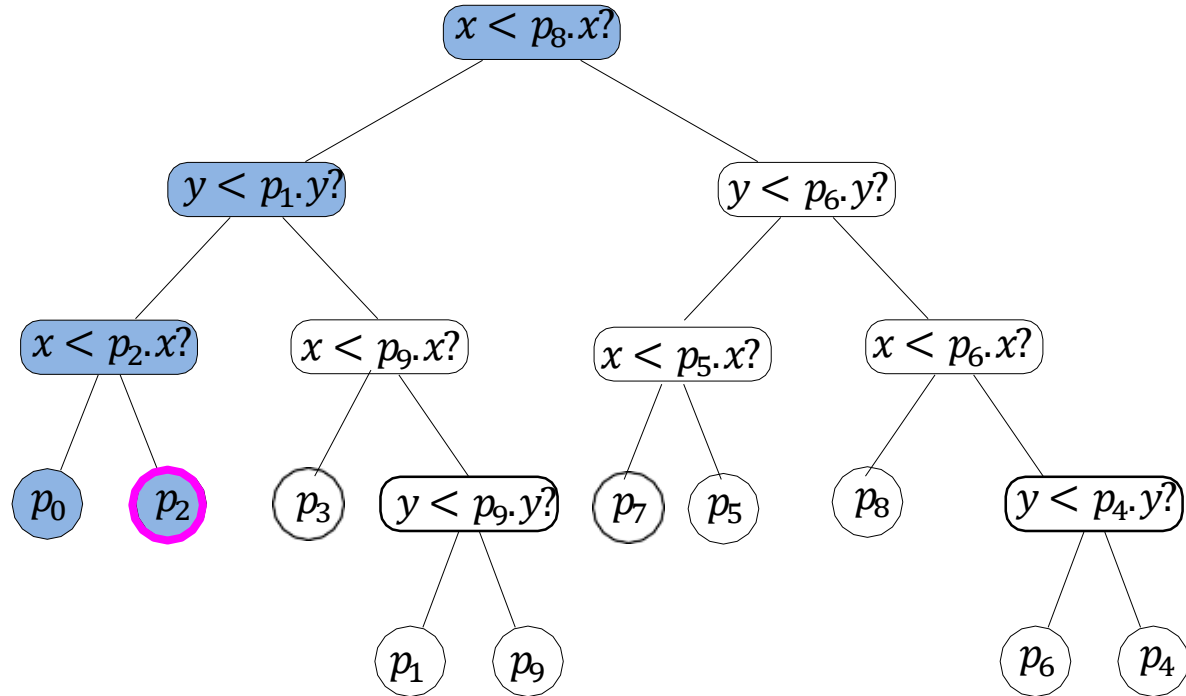 x < p₈.x?
y < p₁.y?
y < p₆.y?
x < p₂.x?
x < p₉.x?
x < p₅.x?
x < p₆.x?
p₀
p₂
p₃
y < p₉.y?
p₇
p₅
p₈
y < p₄.y?
p₁
p₉
p₆
p₄